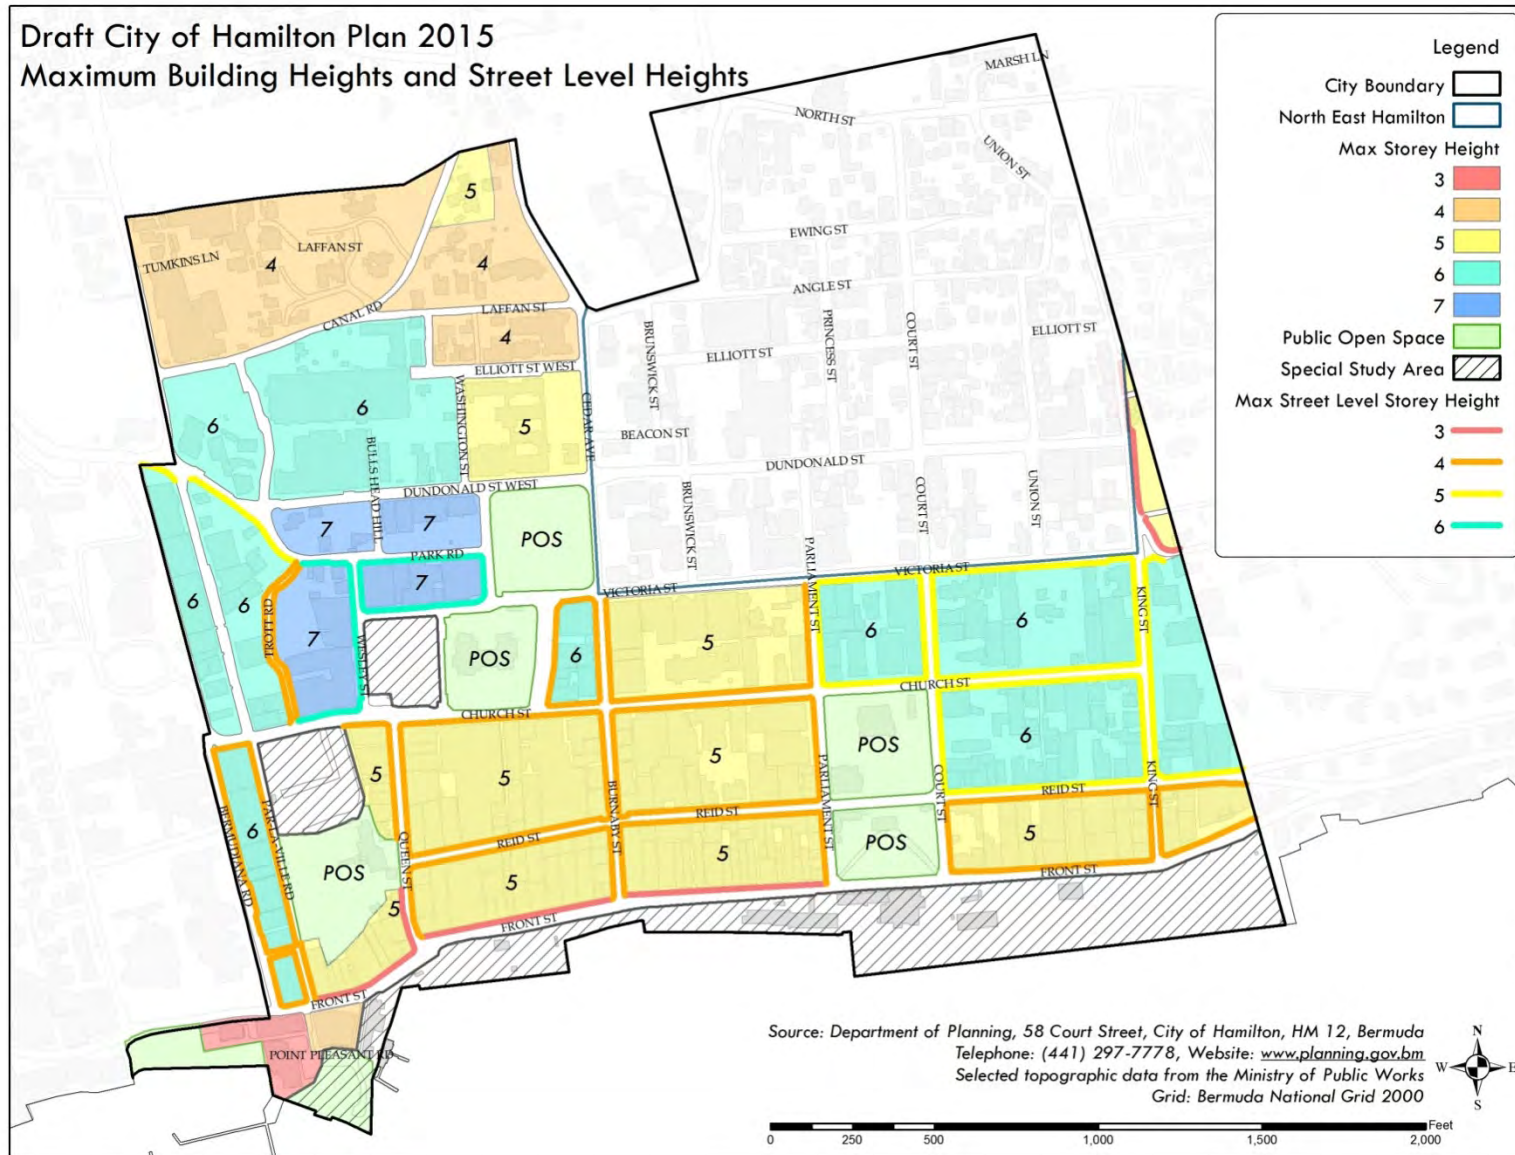 Draft City of Hamilton Plan 2015
Maximum Building Heights and Street Level Heights
Legend
City Boundary
North East Hamilton
Max Storey Height
3
4
5
6
7
Public Open Space
Special Study Area
Max Street Level Storey Height
3
4
5
6
MARSH LN
NORTH ST
UNION ST
5
EWING ST
LAFFAN ST
TUMKINS LN
4
4
ANGLE ST
CANAL RD
LAFFAN ST
4
BRUNSWICK ST
PRINCESS ST
COURT ST
ELLIOTT ST
ELLIOTT ST
ELLIOTT ST WEST
WASHINGTON ST
CEDAR AVE
6
6
5
BULLS HEAD HILL
BEACON ST
DUNDONALD ST
DUNDONALD ST WEST
BRUNSWICK ST
COURT ST
UNION ST
7
7
POS
PARK RD
PARLIAMENT ST
VICTORIA ST
VICTORIA ST
7
KING ST
6
6
TROTT RD
7
WESLEY ST
POS
6
5
6
6
CHURCH ST
CHURCH ST
5
5
5
POS
6
PARLIAMENT ST
COURT ST
KING ST
BURNABY ST
REID ST
REID ST
REID ST
BERMUDIANA RD
6
PAR-LA-VILLE RD
QUEEN ST
POS
5
5
5
POS
5
FRONT ST
FRONT ST
FRONT ST
POINT PLEASANT RD
Source: Department of Planning, 58 Court Street, City of Hamilton, HM 12, Bermuda
Telephone: (441) 297-7778, Website: www.planning.gov.bm
Selected topographic data from the Ministry of Public Works
Grid: Bermuda National Grid 2000
N
W
E
S
Feet
0 250 500 1,000 1,500 2,000